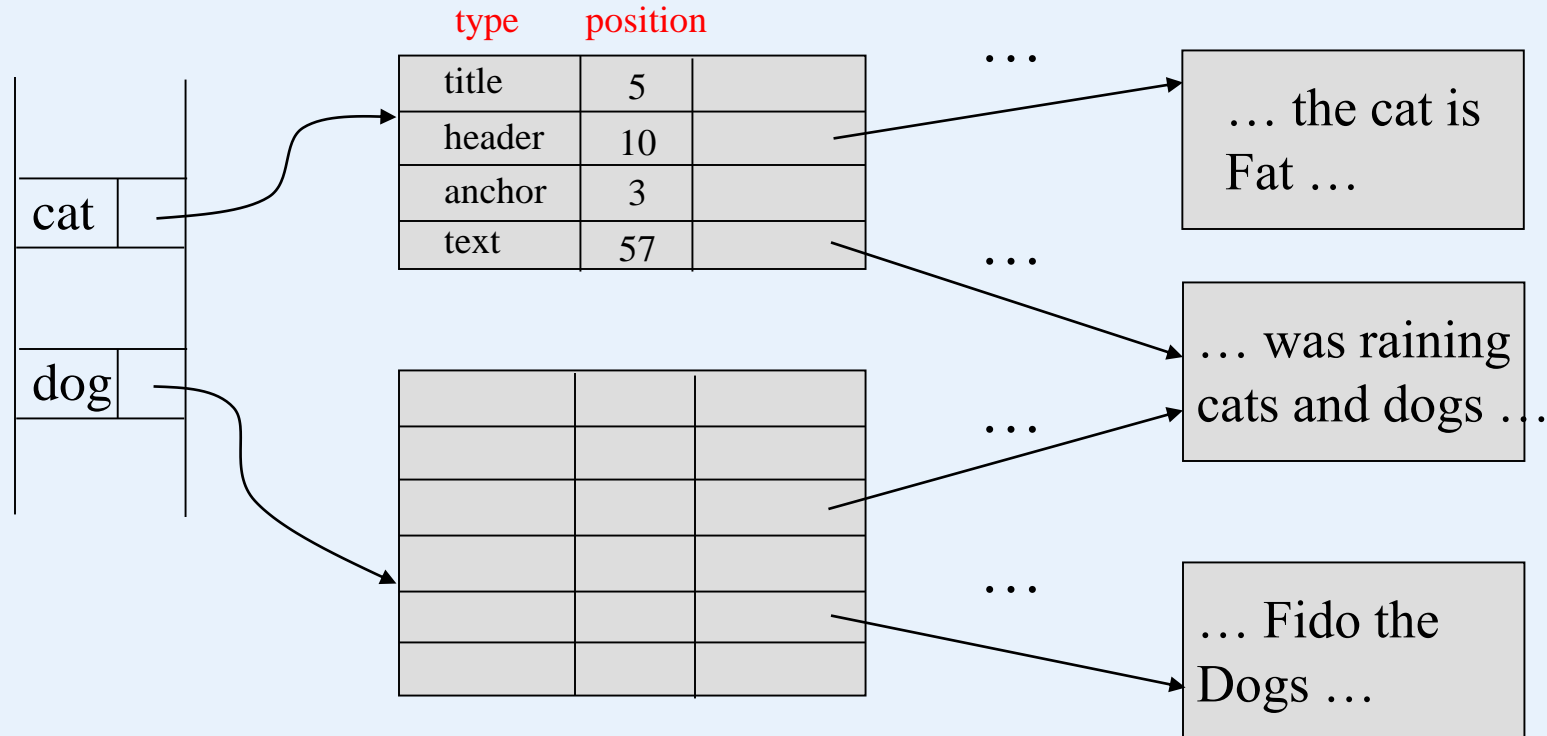 type position
title 5
header 10
anchor 3
text 57
cat
dog
…
…
…
…
… the cat is
Fat …
… was raining
cats and dogs …
… Fido the
Dogs …